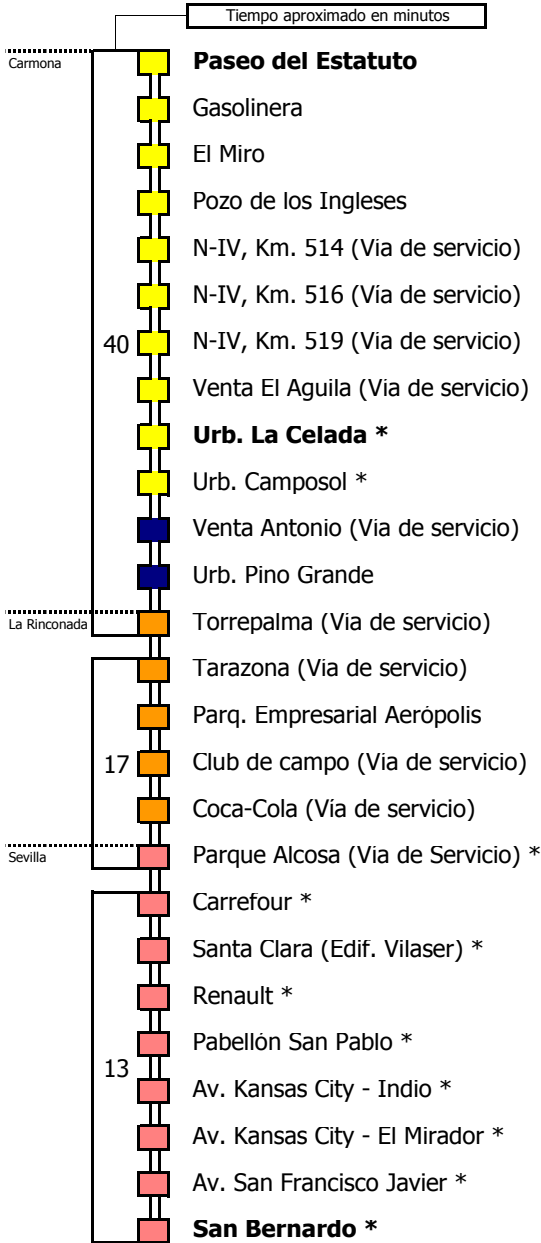 Tiempo aproximado en minutos
Carmona
Paseo del Estatuto
Gasolinera
El Miro
Pozo de los Ingleses
N-IV, Km. 514 (Via de servicio)
N-IV, Km. 516 (Vía de servicio)
40
N-IV, Km. 519 (Via de servicio)
Venta El Aguila (Via de servicio)
Urb. La Celada *
Urb. Camposol *
Venta Antonio (Via de servicio)
Urb. Pino Grande
La Rinconada
Torrepalma (Via de servicio)
Tarazona (Via de servicio)
Parq. Empresarial Aerópolis
17
Club de campo (Via de servicio)
Coca-Cola (Vía de servicio)
Sevilla
Parque Alcosa (Via de Servicio) *
Carrefour *
Santa Clara (Edif. Vilaser) *
Renault *
Pabellón San Pablo *
13
Av. Kansas City - Indio *
Av. Kansas City - El Mirador *
Av. San Francisco Javier *
San Bernardo *